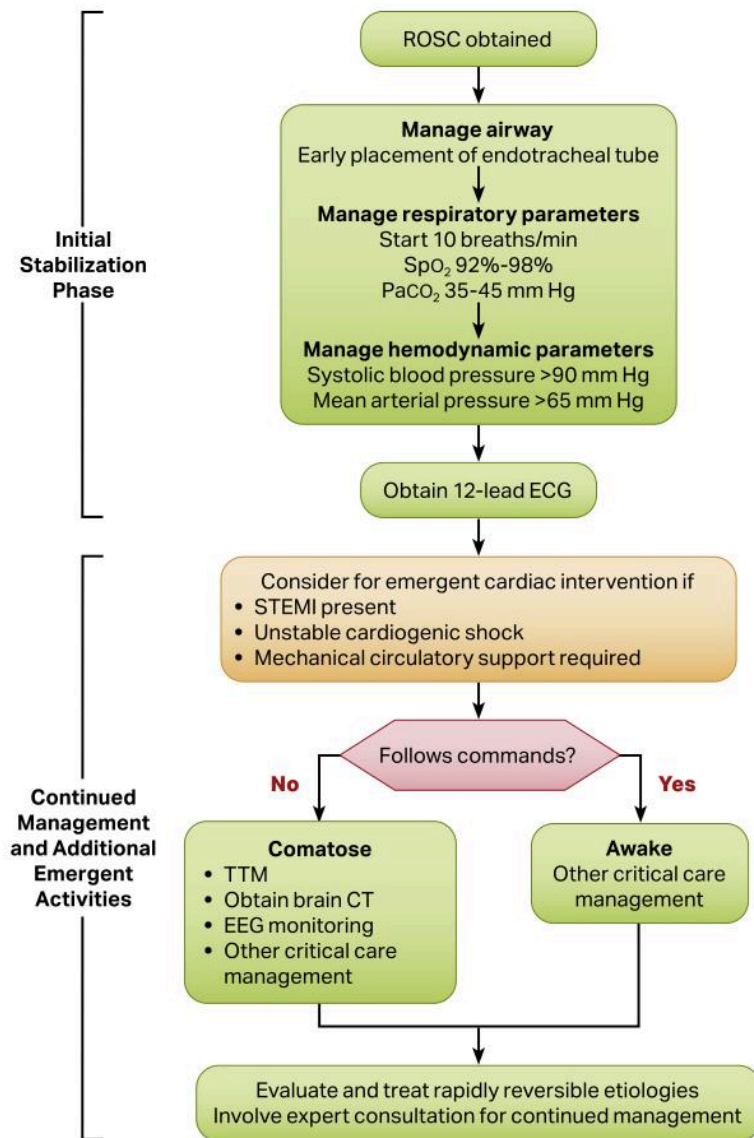 ROSC obtained
Manage airway
Early placement of endotracheal tube
Manage respiratory parameters
Start 10 breaths/min
SpO₂ 92%-98%
PaCO₂ 35-45 mm Hg
Manage hemodynamic parameters
Systolic blood pressure >90 mm Hg
Mean arterial pressure >65 mm Hg
Initial
Stabilization
Phase
Obtain 12-lead ECG
Consider for emergent cardiac intervention if
• STEMI present
• Unstable cardiogenic shock
• Mechanical circulatory support required
Follows commands?
No
Yes
Continued
Management
and Additional
Emergent
Activities
Comatose
• TTM
• Obtain brain CT
• EEG monitoring
• Other critical care
management
Awake
Other critical care
management
Evaluate and treat rapidly reversible etiologies
Involve expert consultation for continued management